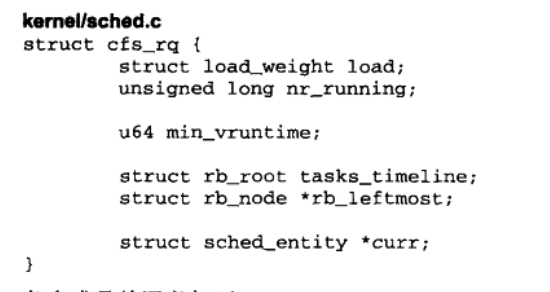 kernel/sched.c
struct cfs_rq {
struct load_weight load;
unsigned long nr_running;
u64 min_vruntime;
struct rb_root tasks_timeline;
struct rb_node *rb_leftmost;
struct sched_entity *curr;
}